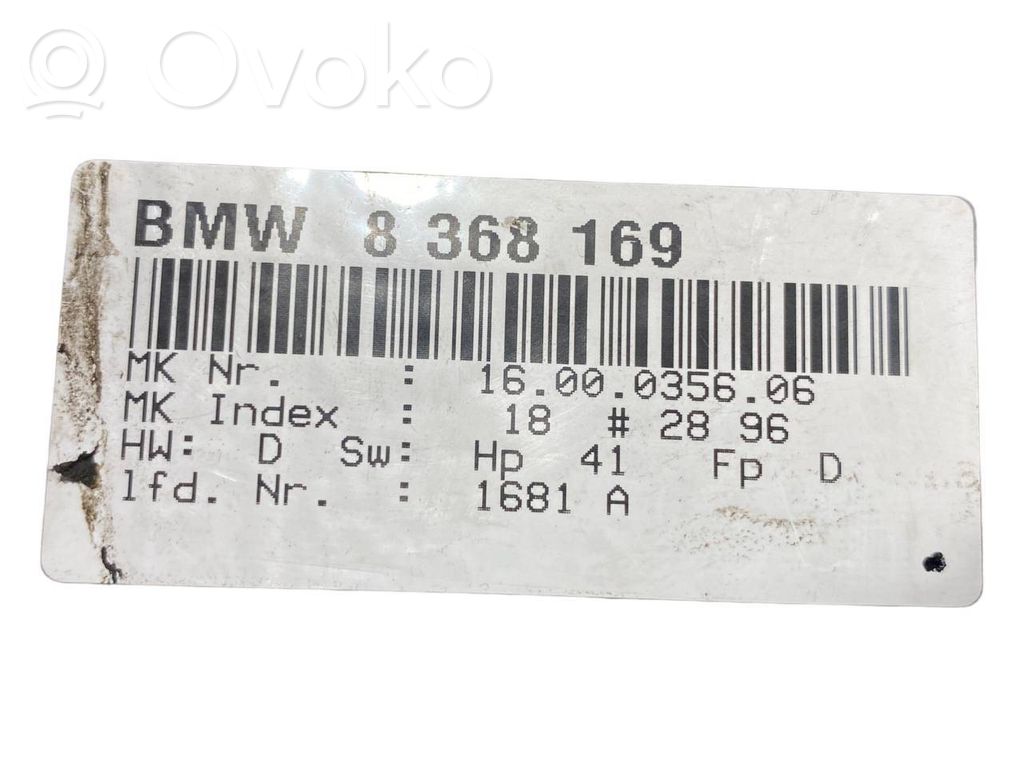 Ovoko
BMW 8 368 169
MK Nr. : 16.00.0356.06
MK Index : 18 # 28 96
HW: D Sw: Hp 41 Fp D
lfd. Nr. : 1681 A